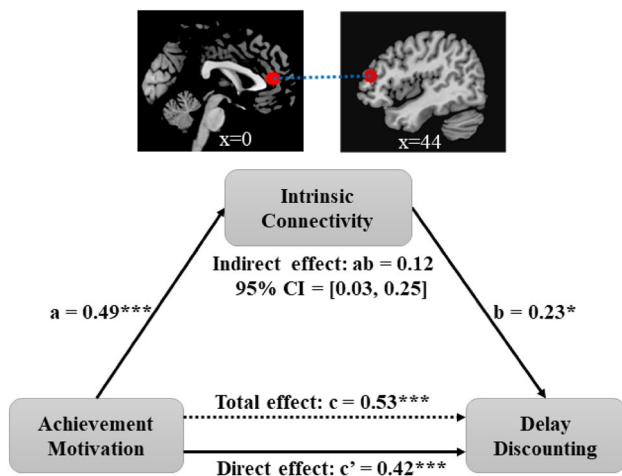 x=0
x=44
Intrinsic
Connectivity
Indirect effect: ab = 0.12
95% CI = [0.03, 0.25]
a = 0.49***
b = 0.23*
Total effect: c = 0.53***
Achievement
Motivation
Delay
Discounting
Direct effect: c’ = 0.42***